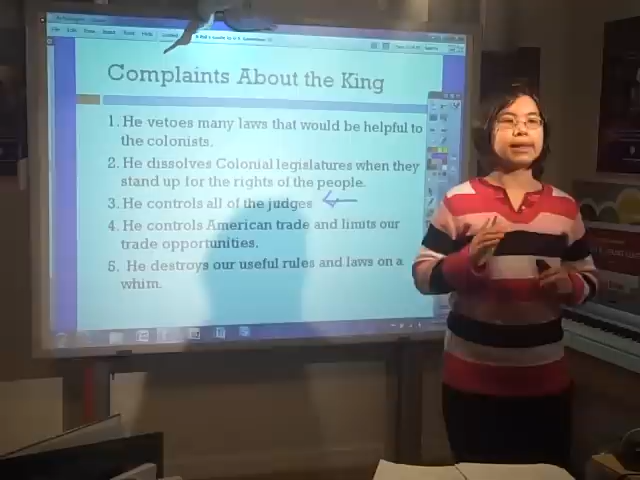 Complaints About the King
1. He vetoes many laws that would be helpful to
the colonists.
2. He dissolves Colonial legislatures when they
stand up for the rights of the people.
3. He controls all of the judges
4. He controls American trade and limits our
trade opportunities.
5. He destroys our useful rules and laws on a
whim.